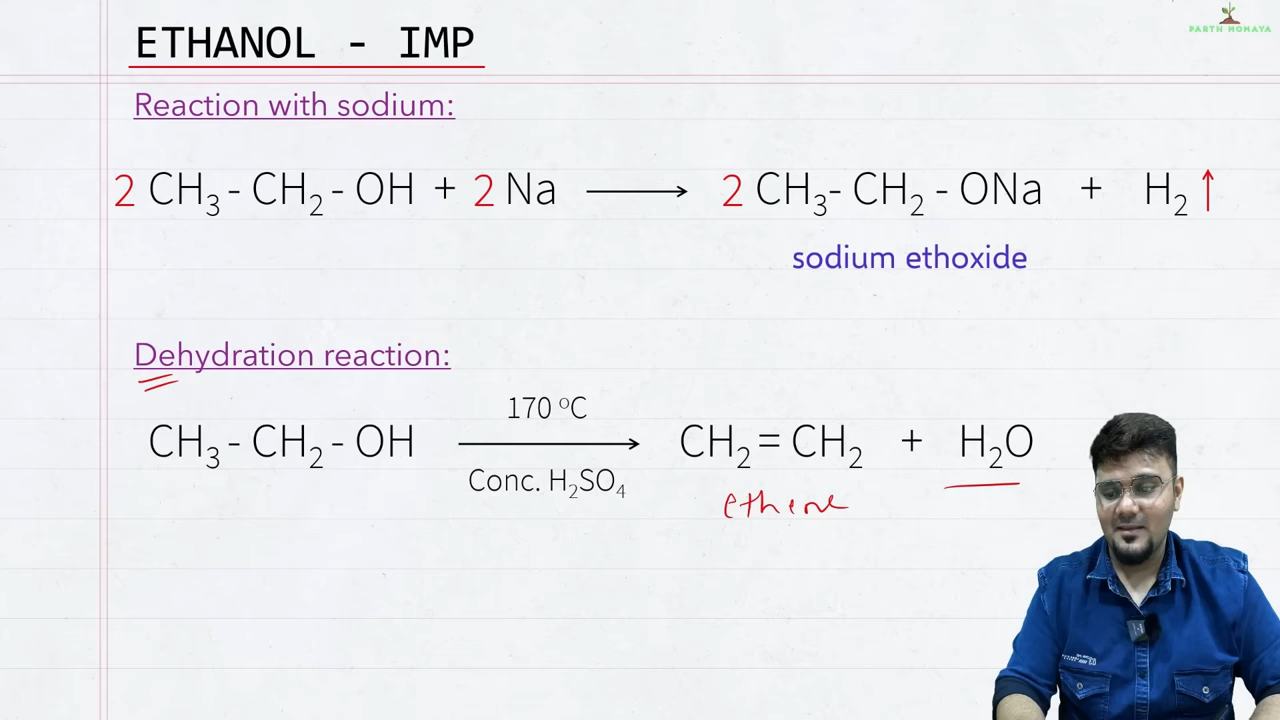 ETHANOL - IMP
PARTH MOMAYA
Reaction with sodium:
2 CH₃ - CH₂ - OH + 2 Na ⟶ 2 CH₃- CH₂ - ONa + H₂ ↑
sodium ethoxide
Dehydration reaction:
170 ⁰C
CH₃ - CH₂ - OH ⟶ CH₂ = CH₂ + H₂O
Conc. H₂SO₄
ethene